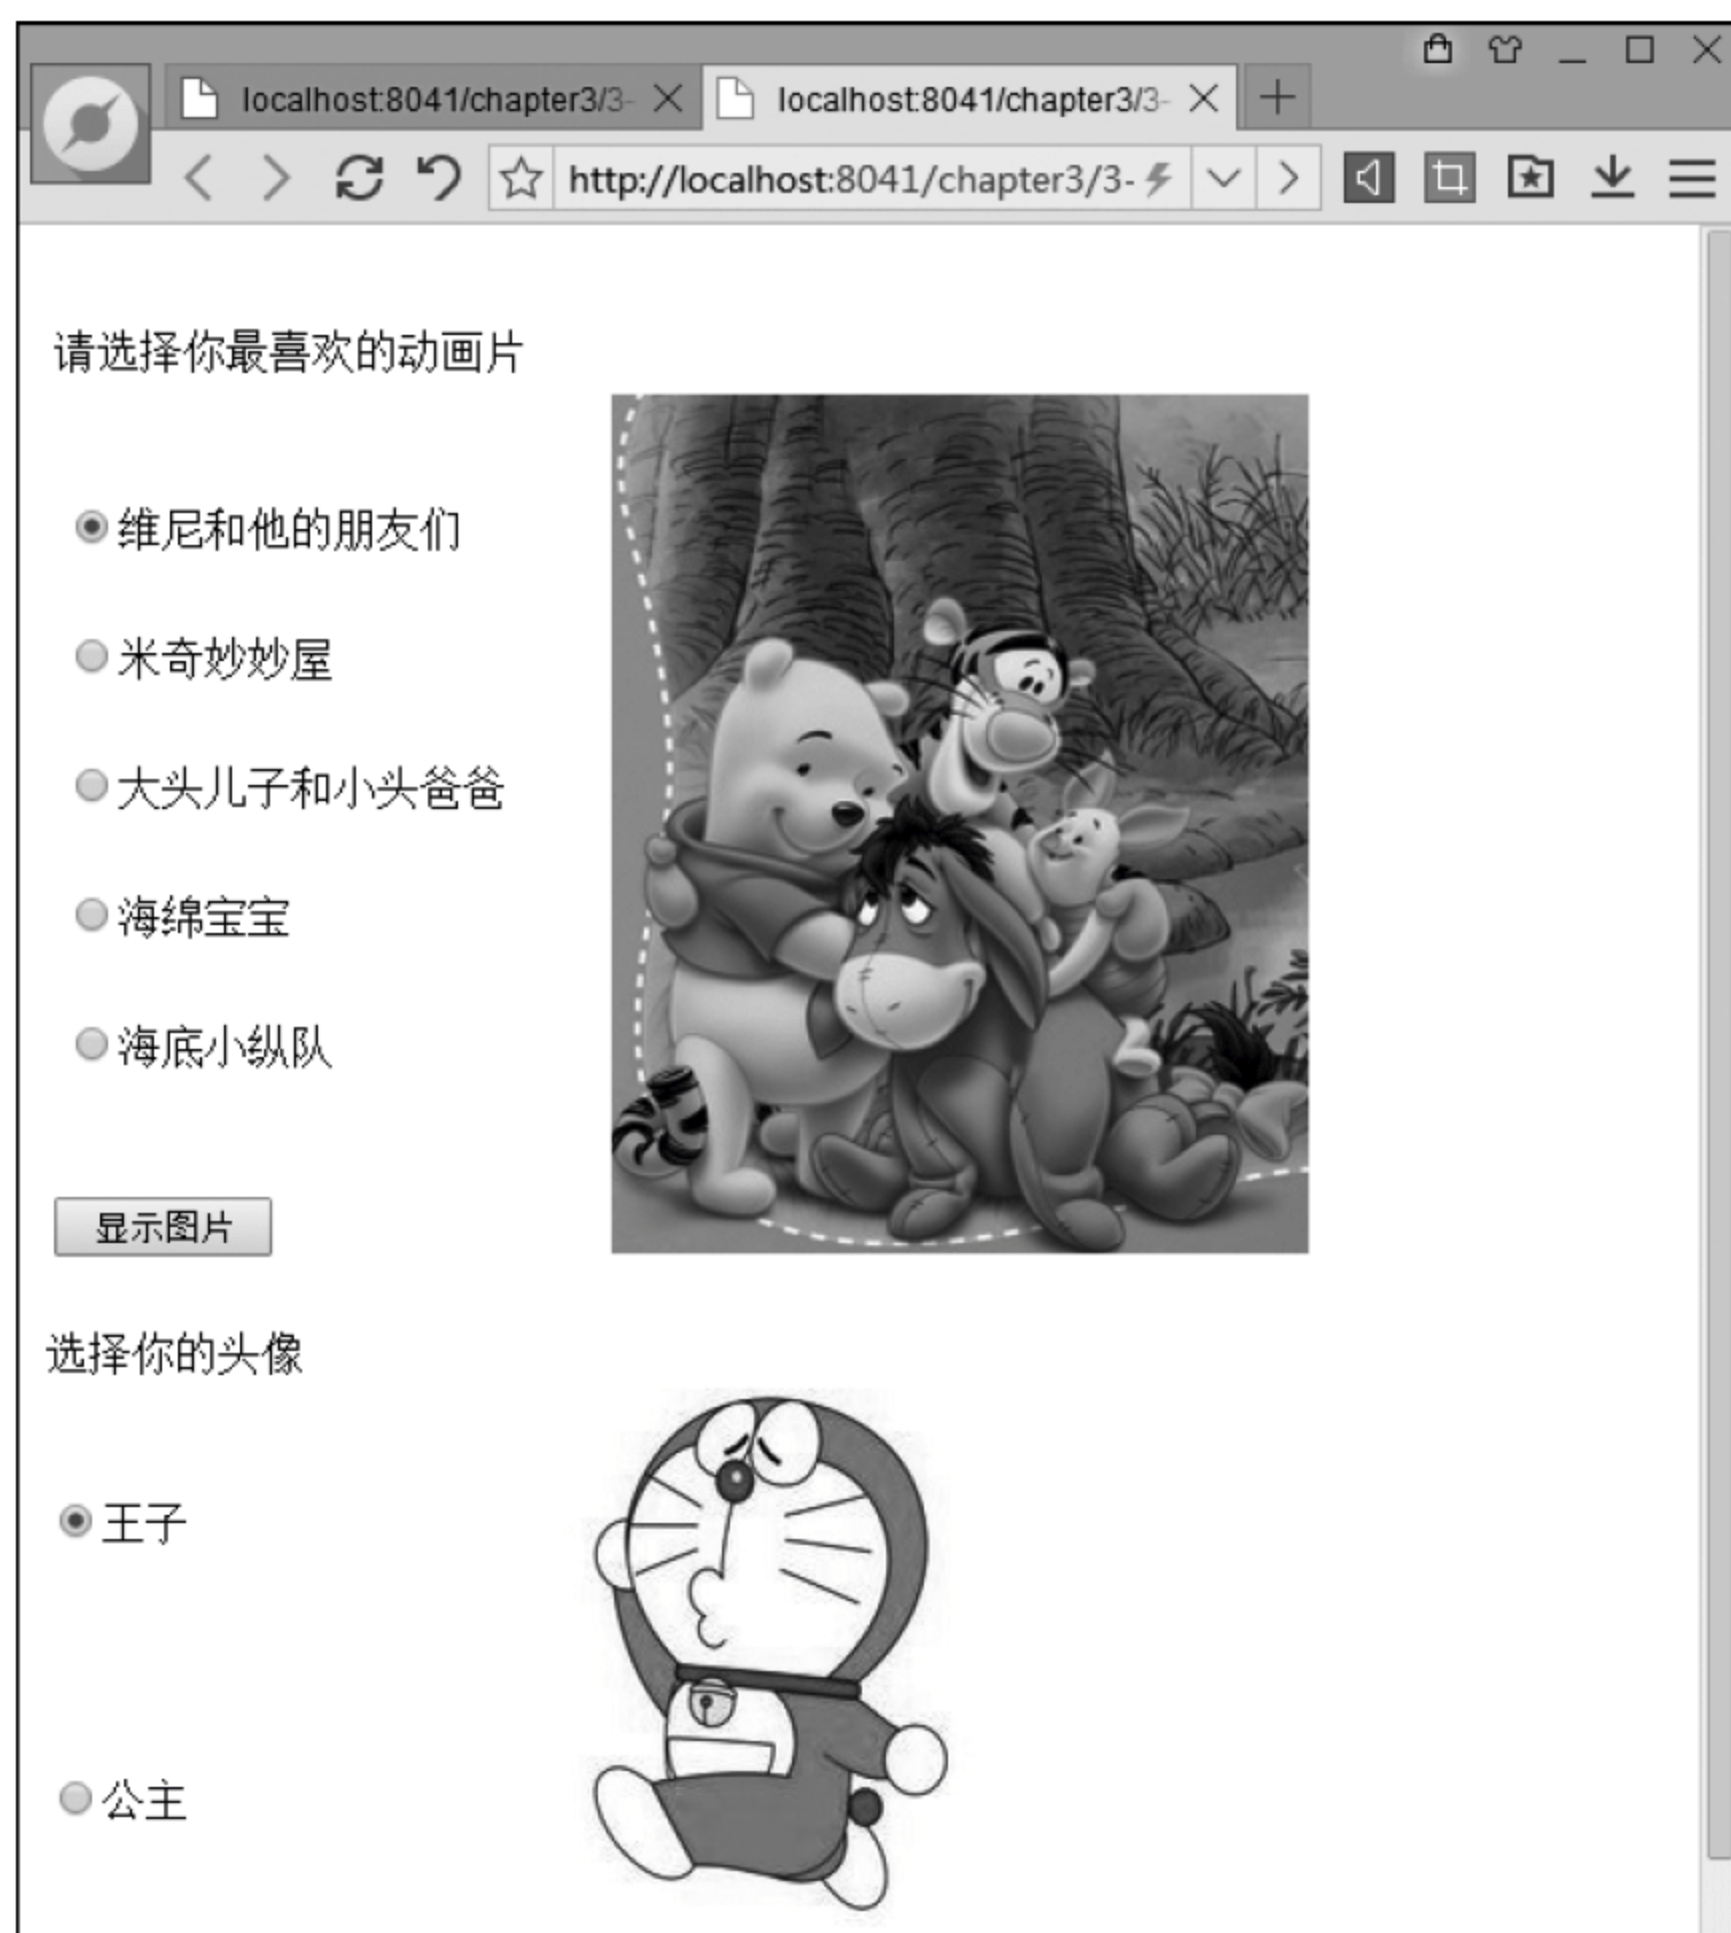 localhost:8041/chapter3/3-
localhost:8041/chapter3/3-
http://localhost:8041/chapter3/3-
请选择你最喜欢的动画片
维尼和他的朋友们
米奇妙妙屋
大头儿子和小头爸爸
海绵宝宝
海底小纵队
显示图片
选择你的头像
王子
公主